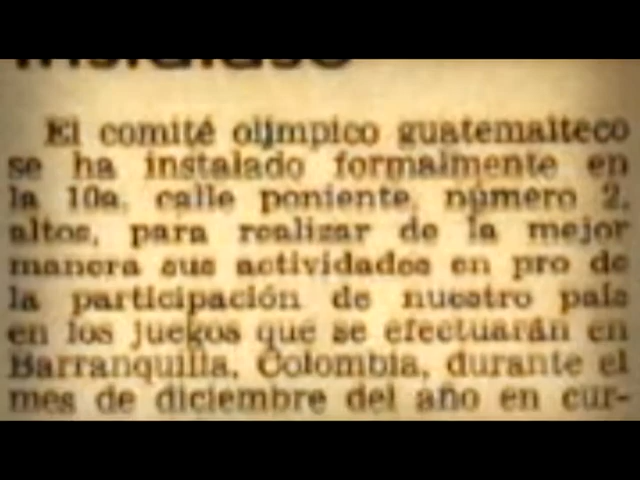 El comité olímpico guatemalteco
se ha instalado formalmente en
la 10a. calle poniente, número 2,
altos, para realizar de la mejor
manera sus actividades en pro de
la participación de nuestro país
en los juegos que se efectuarán en
Barranquilla, Colombia, durante el
mes de diciembre del año en cur-